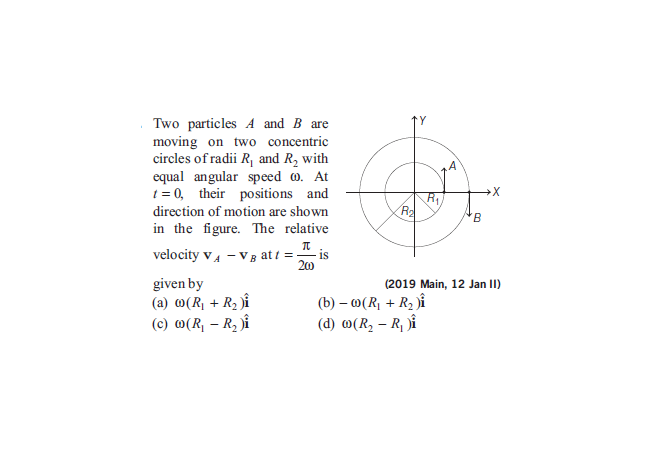 Two particles A and B are
moving on two concentric
circles of radii R₁ and R₂ with
equal angular speed ω. At
t = 0, their positions and
direction of motion are shown
in the figure. The relative
velocity v_A − v_B at t = π/2ω is
given by
(2019 Main, 12 Jan II)
(a) ω(R₁ + R₂)î
(b) − ω(R₁ + R₂)î
(c) ω(R₁ − R₂)î
(d) ω(R₂ − R₁)î
Y
A
R₁
X
R₂
B